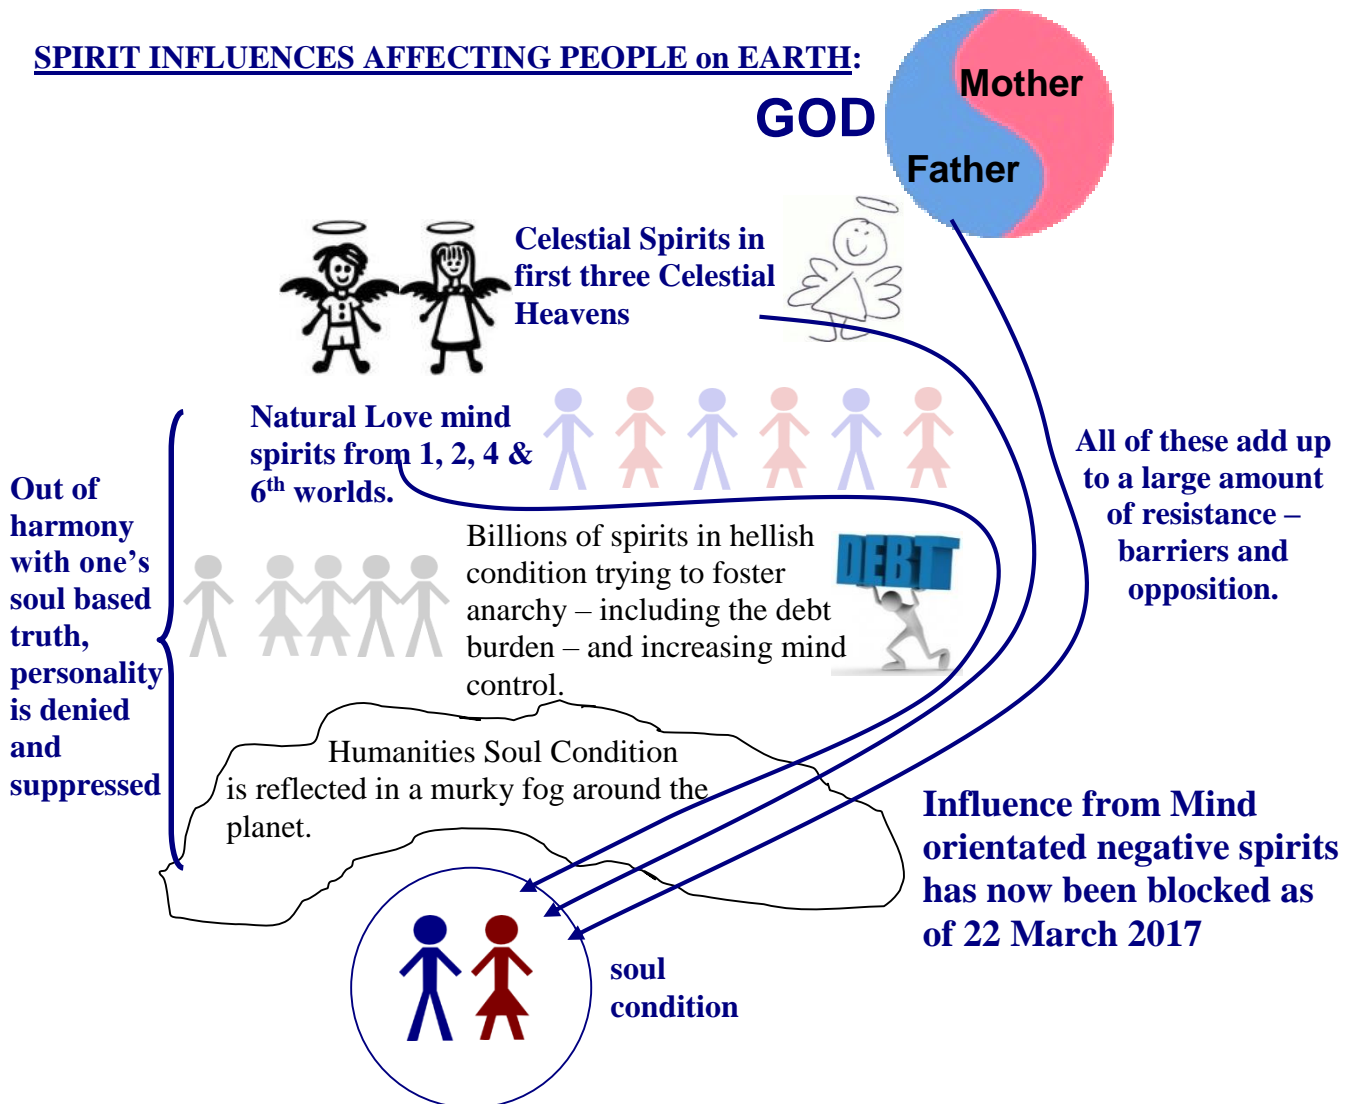 SPIRIT INFLUENCES AFFECTING PEOPLE on EARTH:
GOD
Mother
Father
Celestial Spirits in
first three Celestial
Heavens
Natural Love mind
spirits from 1, 2, 4 &
6th worlds.
All of these add up
to a large amount
of resistance –
barriers and
opposition.
Out of
harmony
with one’s
soul based
truth,
personality
is denied
and
suppressed
Billions of spirits in hellish
condition trying to foster
anarchy – including the debt
burden – and increasing mind
control.
DEBT
Humanities Soul Condition
is reflected in a murky fog around the
planet.
Influence from Mind
orientated negative spirits
has now been blocked as
of 22 March 2017
soul
condition